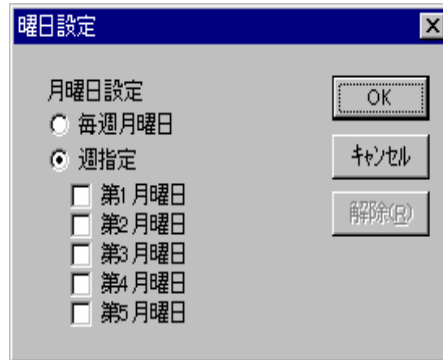 曜日設定
月曜日設定
毎週月曜日
週指定
第1月曜日
第2月曜日
第3月曜日
第4月曜日
第5月曜日
OK
ｷｬﾝｾﾙ
解除(R)